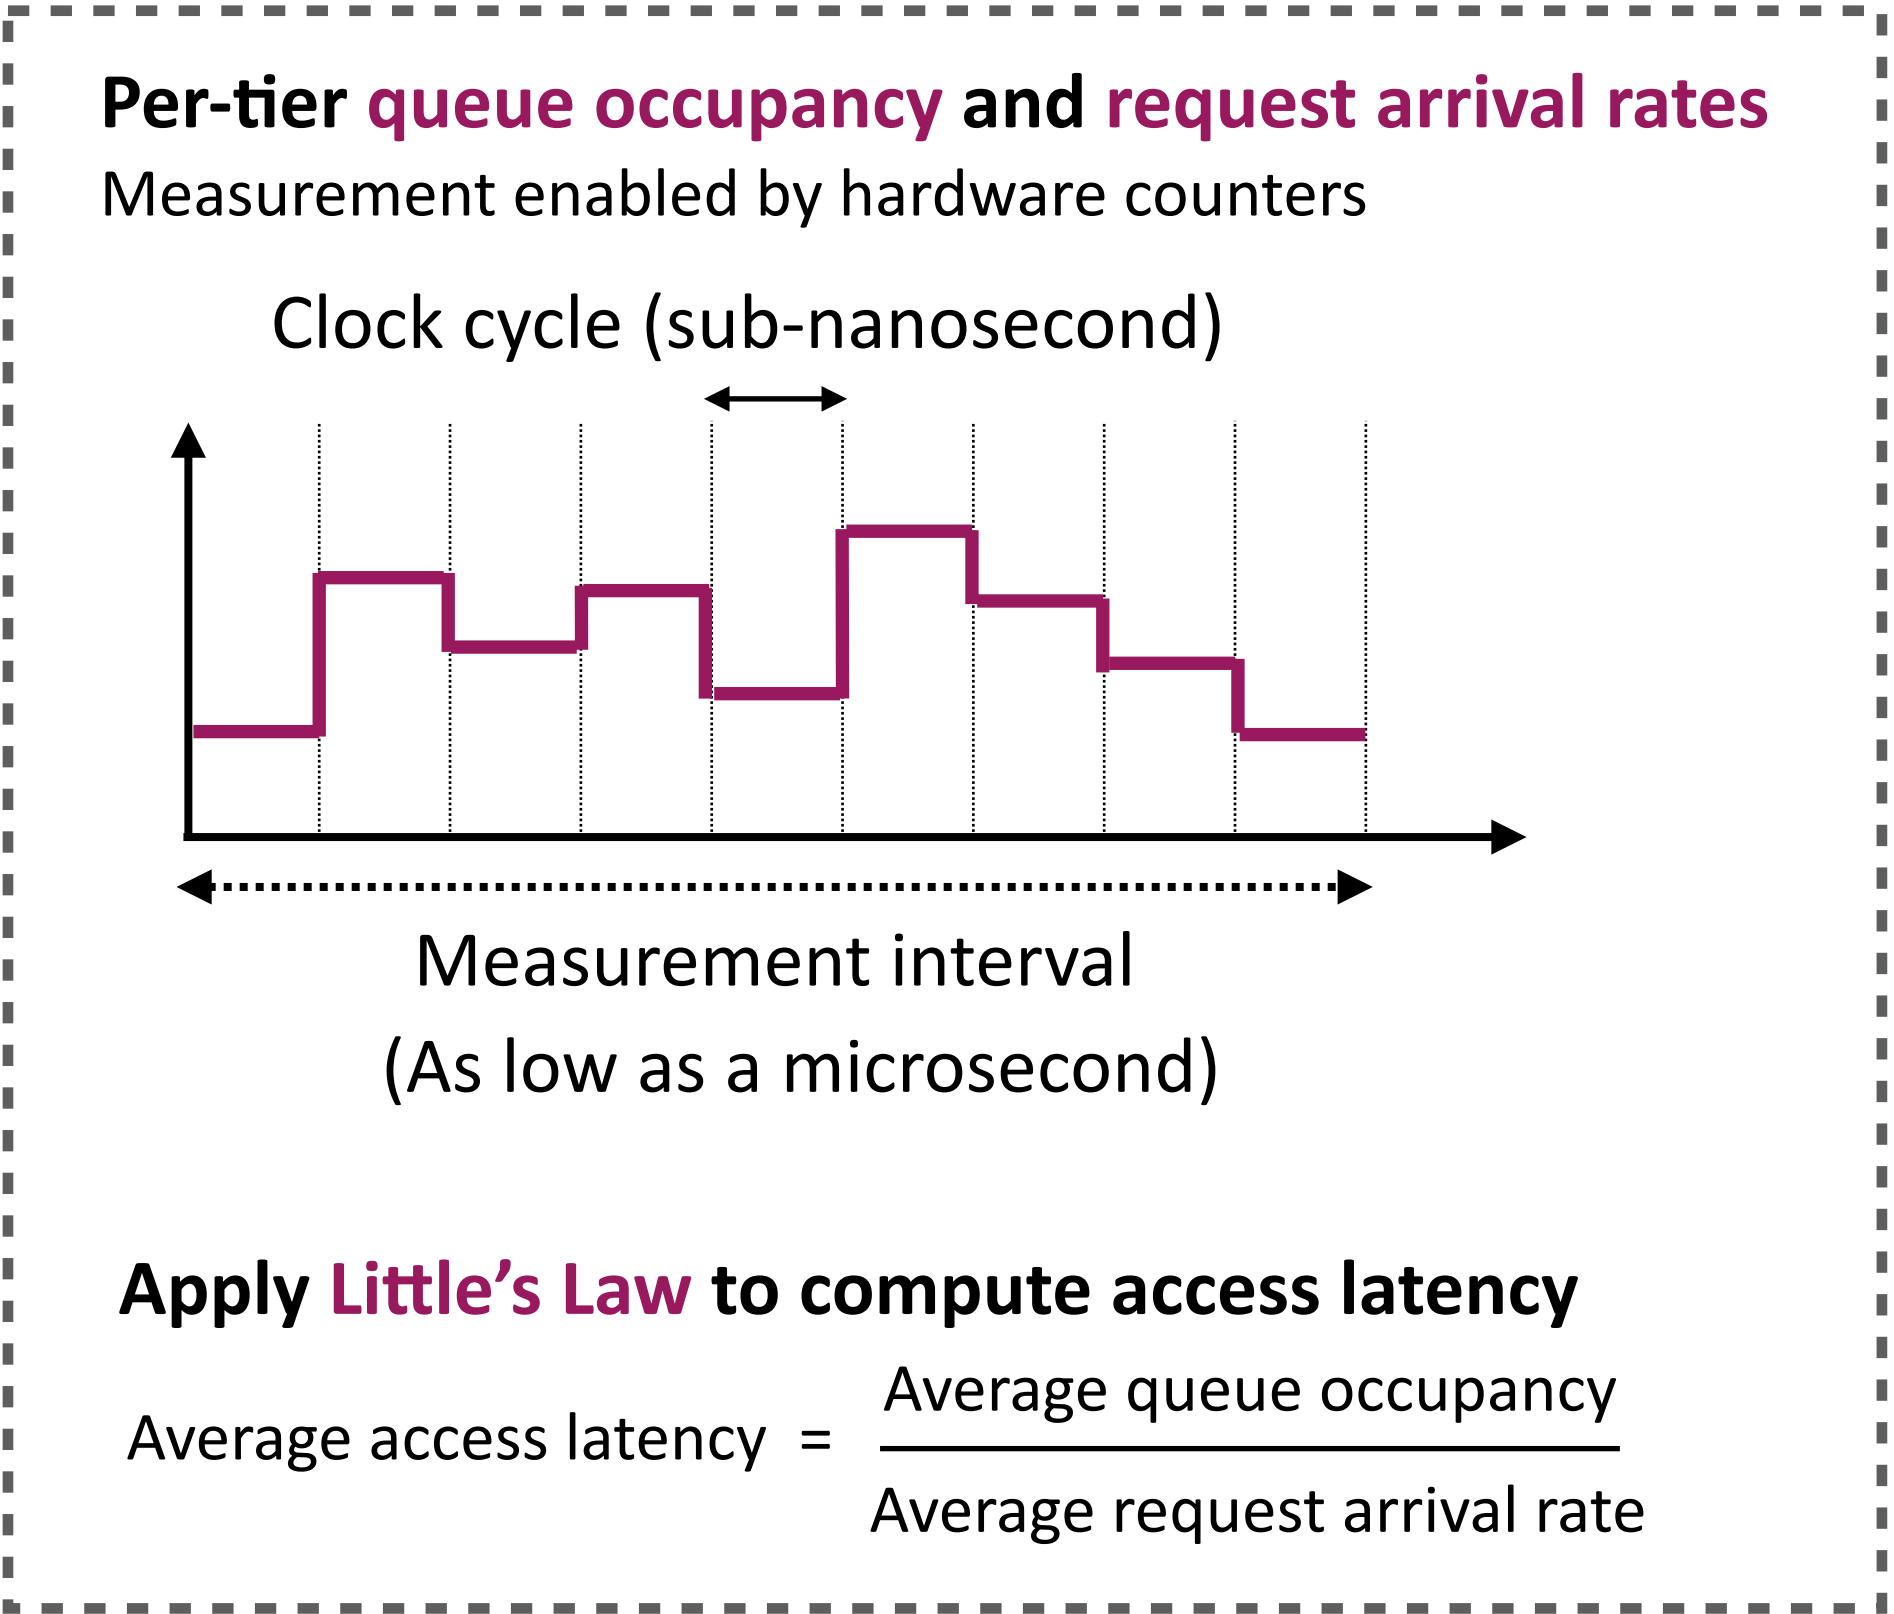 Per-tier queue occupancy and request arrival rates
Measurement enabled by hardware counters
Clock cycle (sub-nanosecond)
Measurement interval
(As low as a microsecond)
Apply Little’s Law to compute access latency
Average access latency =
Average queue occupancy
Average request arrival rate